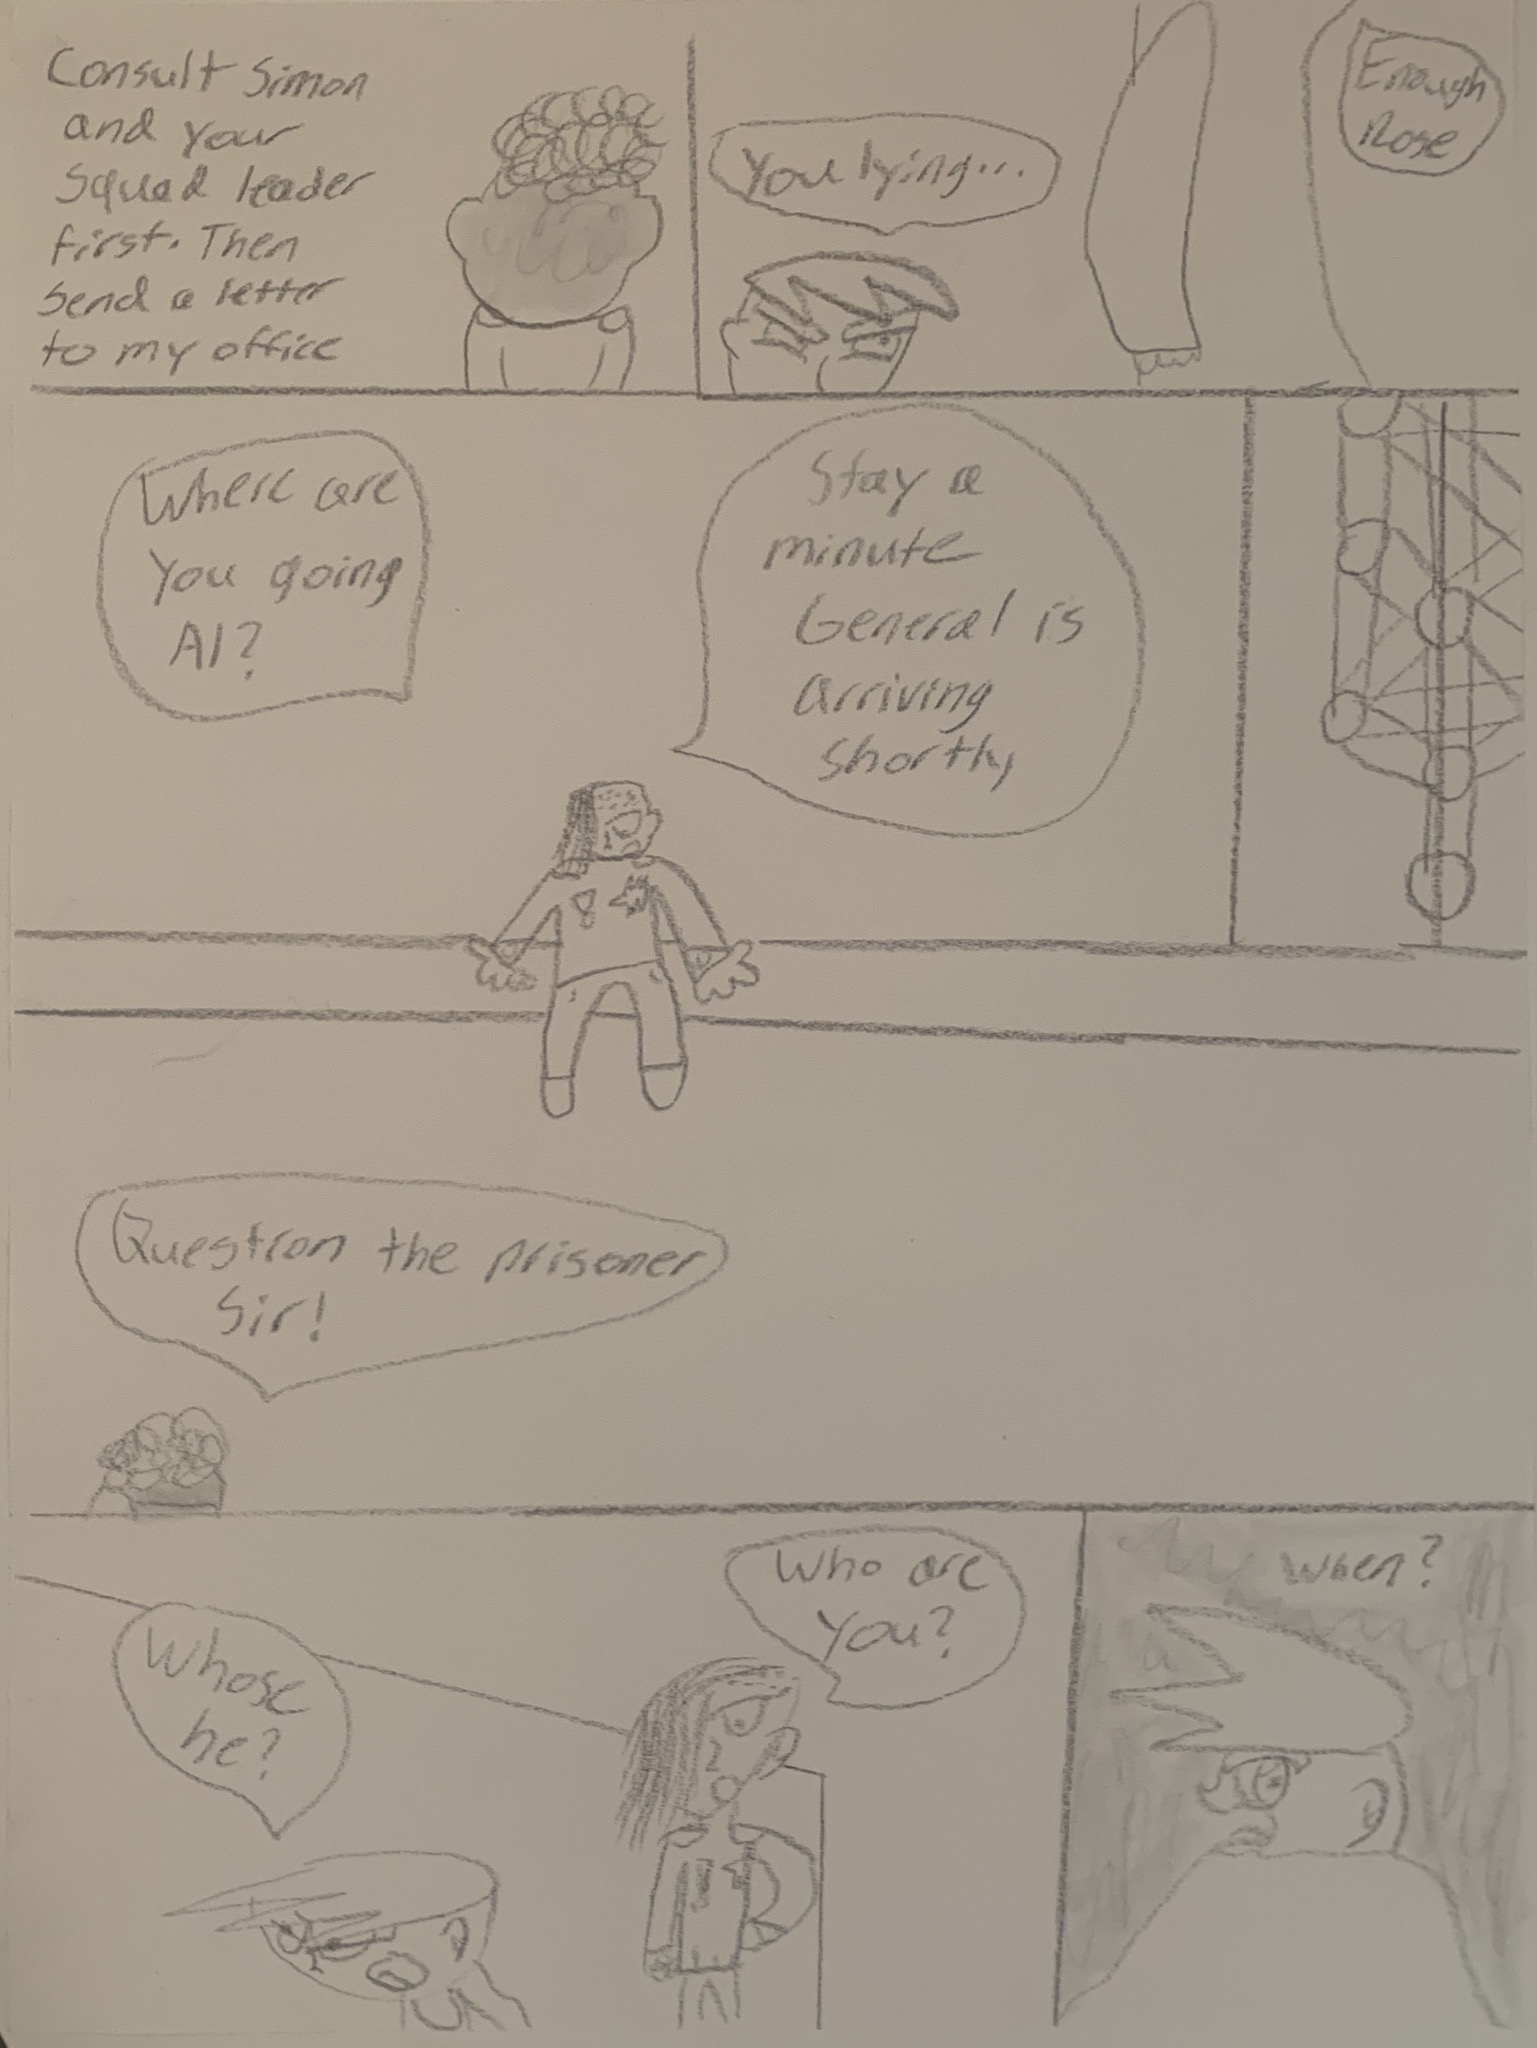 Consult Simon
and your
squad leader
first. Then
send a letter
to my office
You lying...
Enough
Rose
Where are
you going
Al?
Stay a
minute
General is
arriving
shortly
Question the prisoner
Sir!
Whose
he?
Who are
you?
When?